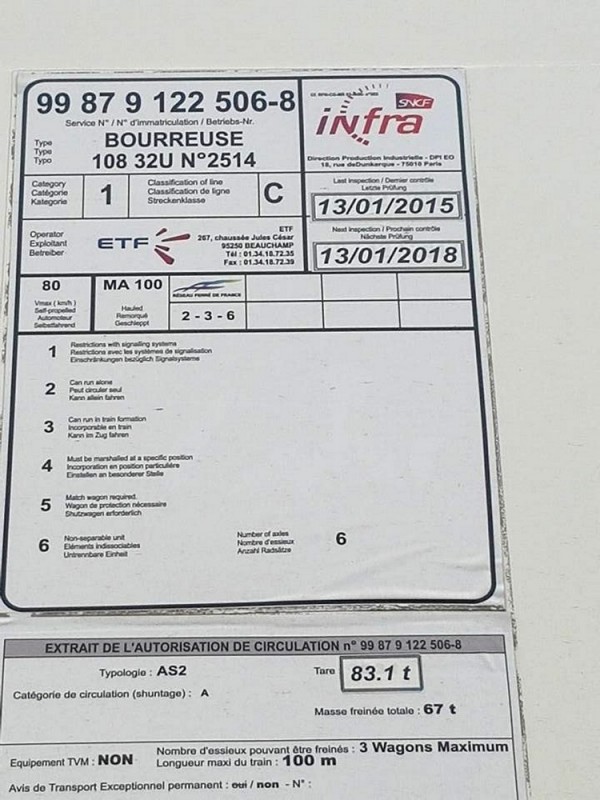 99 87 9 122 506-8
Service N° / N° d'immatriculation / Betriebs-Nr.
Type
Type
Typo
BOURREUSE
108 32U N°2514
SNCF
infra
Direction Production Industrielle - DPI EO
18, rue deDunkerque - 75010 Paris
Category
Catégorie
Kategorie
1
Classification of line
Classification de ligne
Streckenklasse
C
Last inspection / Dernier contrôle
Letzte Prüfung
13/01/2015
Operator
Exploitant
Betreiber
ETF
ETF
267, chaussée Jules César
95250 BEAUCHAMP
Tél : 01.34.18.72.35
Fax : 01.34.18.72.39
Next inspection / Prochain contrôle
Nächste Prüfung
13/01/2018
80
Vmax ( km/h )
Self-propelled
Automoteur
Selbstfahrend
MA 100
Hauled
Remorqué
Geschleppt
RÉSEAU FERRÉ DE FRANCE
2 - 3 - 6
1
Restrictions with signalling systems
Restrictions avec les systèmes de signalisation
Einschränkungen bezüglich Signalsysteme
2
Can run alone
Peut circuler seul
Kann allein fahren
3
Can run in train formation
Incorporable en train
Kann im Zug fahren
4
Must be marshalled at a specific position
Incorporation en position particulière
Einstellen an besonderer Stelle
5
Match wagon required.
Wagon de protection nécessaire
Shutzwagen erforderlich
6
Non-separable unit
Eléments indissociables
Untrennbare Einheit
Number of axles
Nombre d'essieux
Anzahl Radsätze
6
EXTRAIT DE L'AUTORISATION DE CIRCULATION n° 99 87 9 122 506-8
Typologie : AS2
Tare 83.1 t
Catégorie de circulation (shuntage) : A
Masse freinée totale : 67 t
Equipement TVM : NON
Nombre d'essieux pouvant être freinés : 3 Wagons Maximum
Longueur maxi du train : 100 m
Avis de Transport Exceptionnel permanent : oui / non - N° :